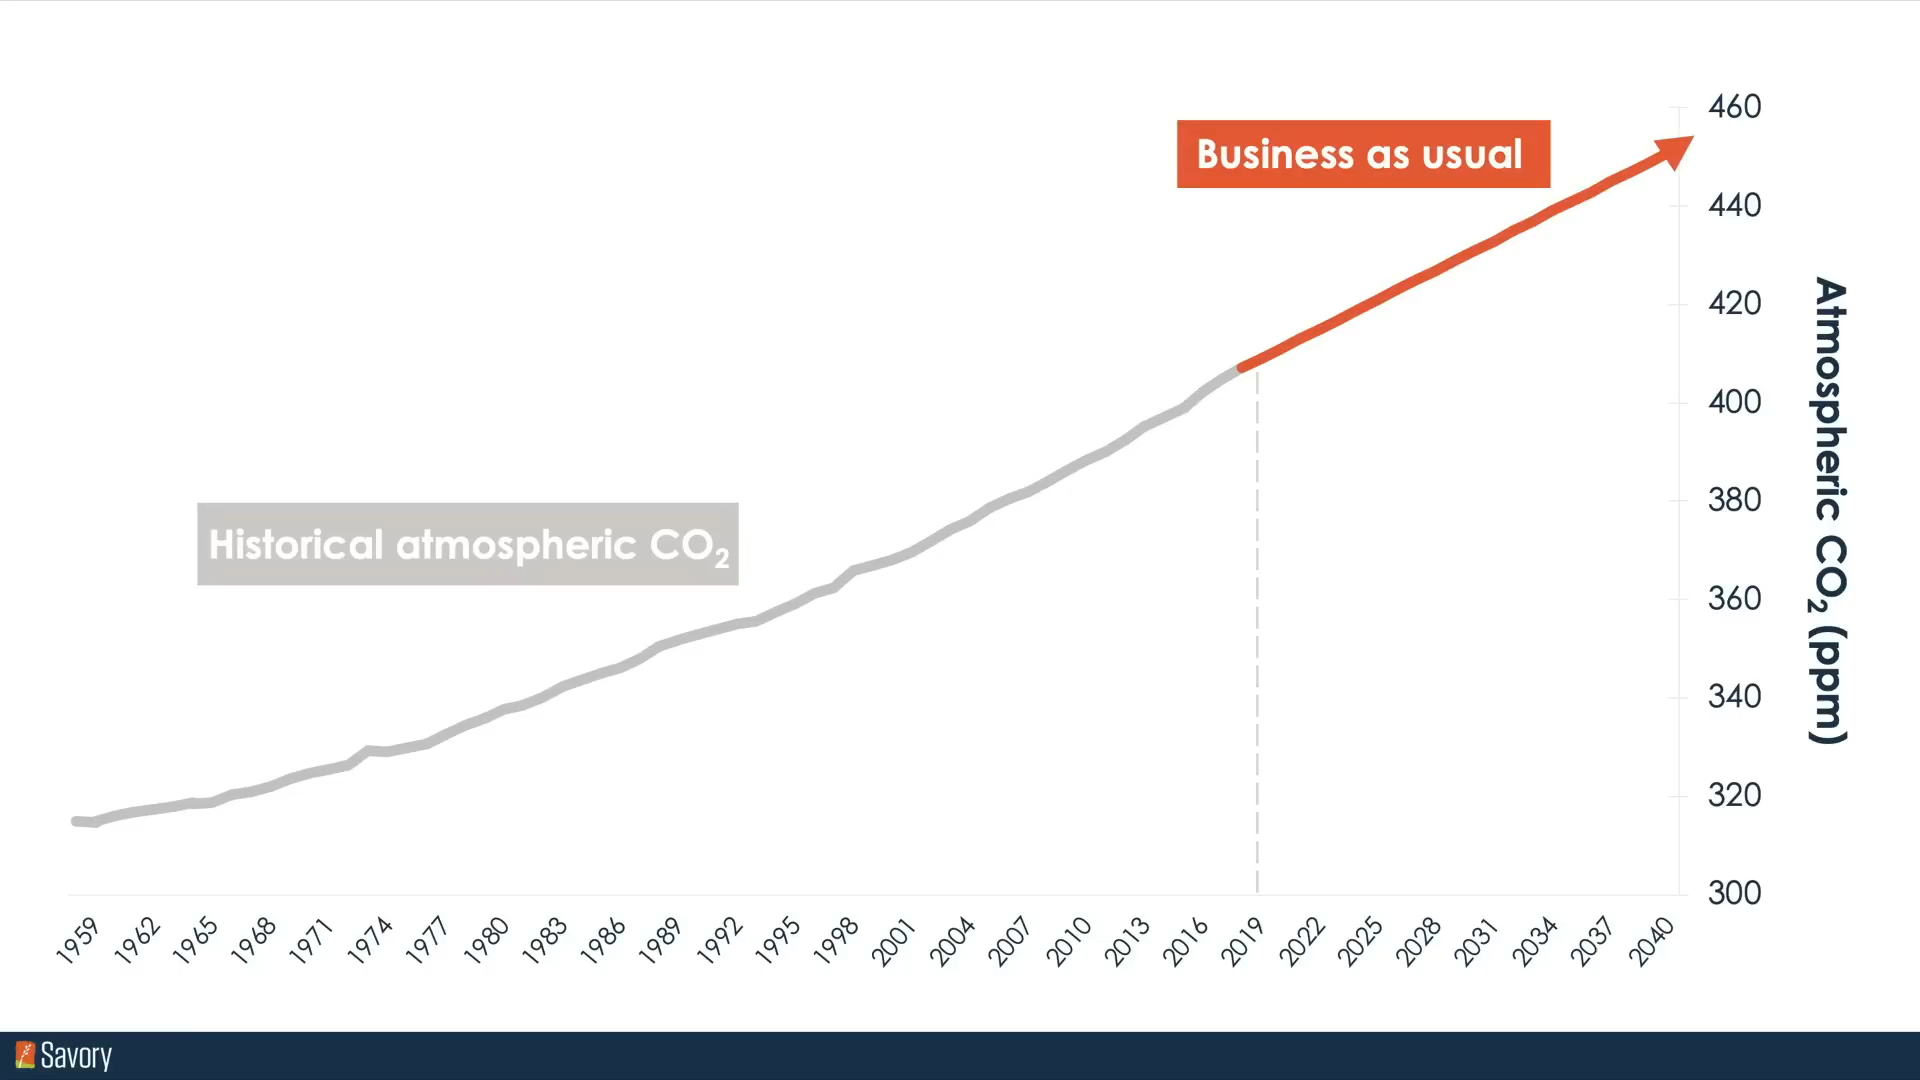 Business as usual
Historical atmospheric CO₂
460
440
420
400
380
360
340
320
300
Atmospheric CO₂ (ppm)
1959 1962 1965 1968 1971 1974 1977 1980 1983 1986 1989 1992 1995 1998 2001 2004 2007 2010 2013 2016 2019 2022 2025 2028 2031 2034 2037 2040
Savory